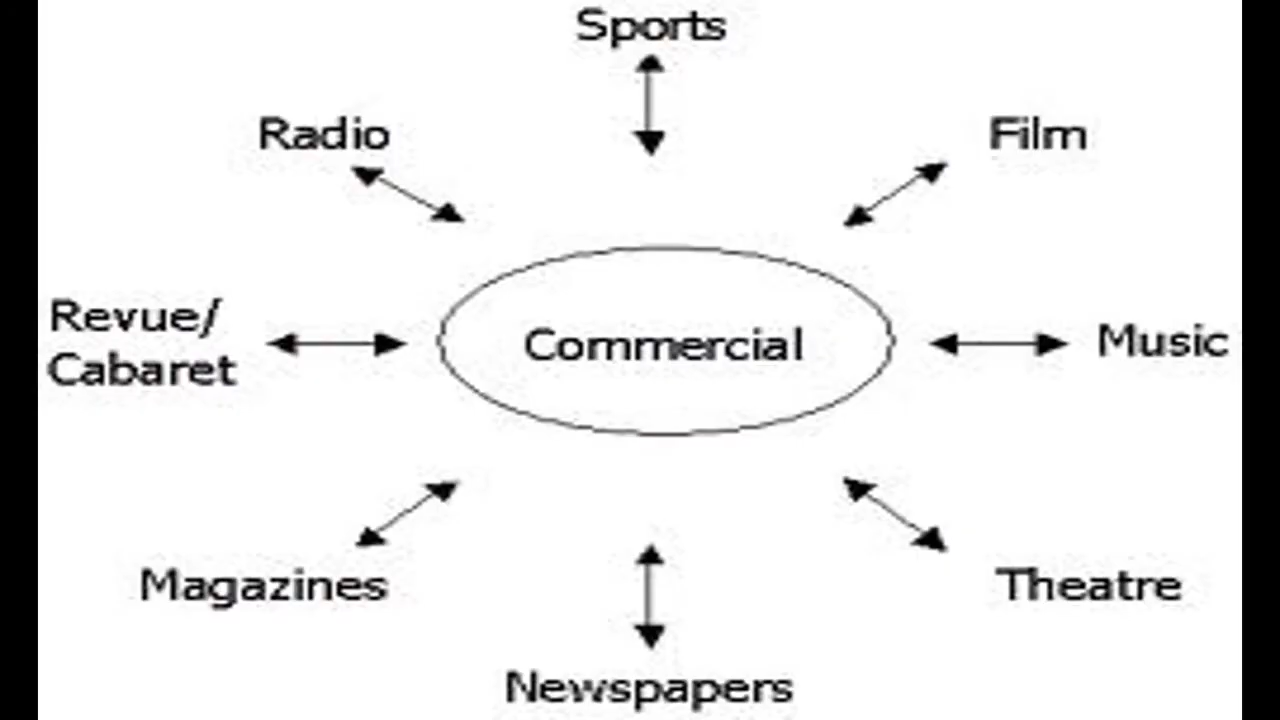 Sports
Radio
Film
Revue/
Cabaret
Commercial
Music
Magazines
Theatre
Newspapers